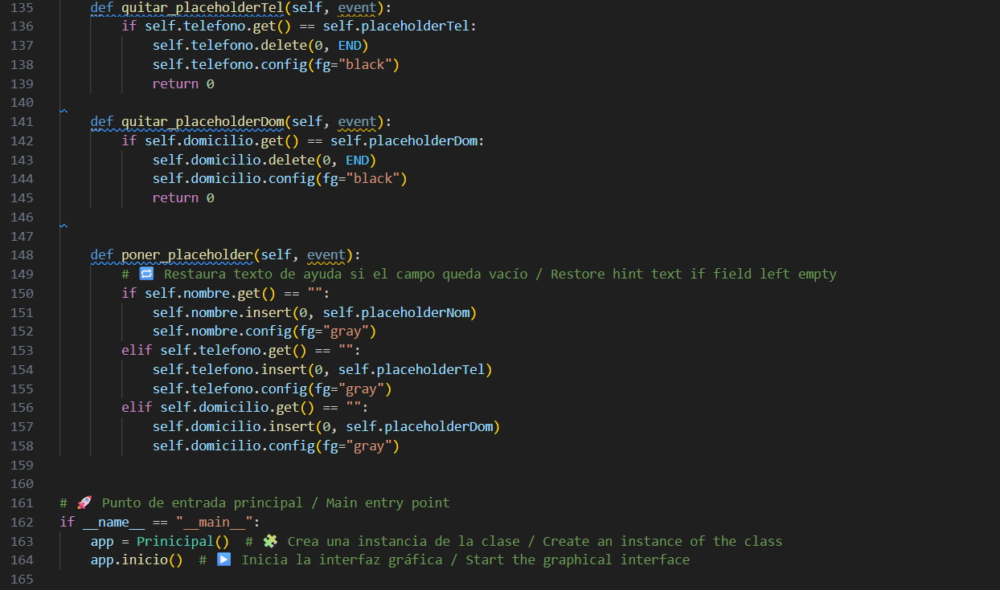 135 def quitar_placeholderTel(self, event):
136 if self.telefono.get() == self.placeholderTel:
137 self.telefono.delete(0, END)
138 self.telefono.config(fg="black")
139 return 0
140
141 def quitar_placeholderDom(self, event):
142 if self.domicilio.get() == self.placeholderDom:
143 self.domicilio.delete(0, END)
144 self.domicilio.config(fg="black")
145 return 0
146
147
148 def poner_placeholder(self, event):
149 # 🔁 Restaura texto de ayuda si el campo queda vacío / Restore hint text if field left empty
150 if self.nombre.get() == "":
151 self.nombre.insert(0, self.placeholderNom)
152 self.nombre.config(fg="gray")
153 elif self.telefono.get() == "":
154 self.telefono.insert(0, self.placeholderTel)
155 self.telefono.config(fg="gray")
156 elif self.domicilio.get() == "":
157 self.domicilio.insert(0, self.placeholderDom)
158 self.domicilio.config(fg="gray")
159
160
161 # 🚀 Punto de entrada principal / Main entry point
162 if __name__ == "__main__":
163 app = Prinicipal() # 🧩 Crea una instancia de la clase / Create an instance of the class
164 app.inicio() # ▶️ Inicia la interfaz gráfica / Start the graphical interface
165